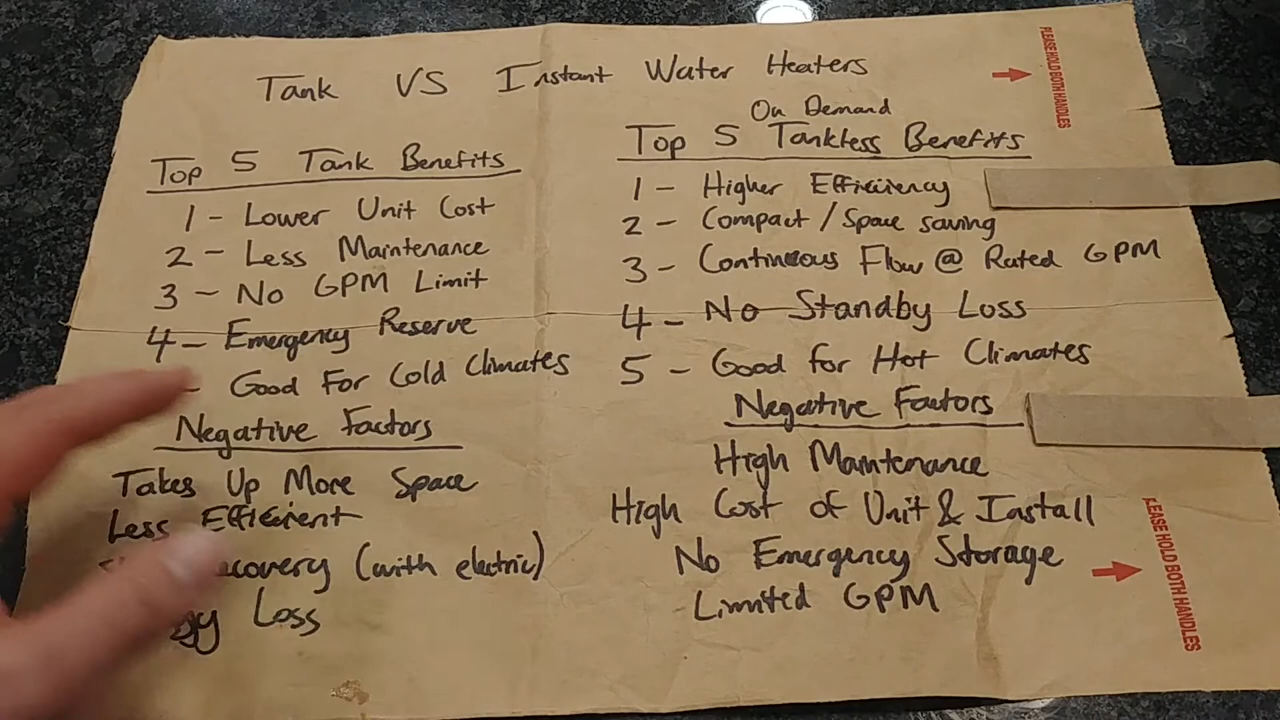 Tank VS Instant Water Heaters
Top 5 Tank Benefits
1 - Lower Unit Cost
2 - Less Maintenance
3 - No GPM Limit
4 - Emergency Reserve
- Good For Cold Climates
Negative Factors
Takes Up More Space
Less Efficient
(with electric)
Loss
On Demand
Top 5 Tankless Benefits
1 - Higher Efficiency
2 - Compact / Space saving
3 - Continuous Flow @ Rated GPM
4 - No Standby Loss
5 - Good for Hot Climates
Negative Factors
High Maintenance
High Cost of Unit & Install
No Emergency Storage
Limited GPM
PLEASE HOLD BOTH HANDLES
PLEASE HOLD BOTH HANDLES